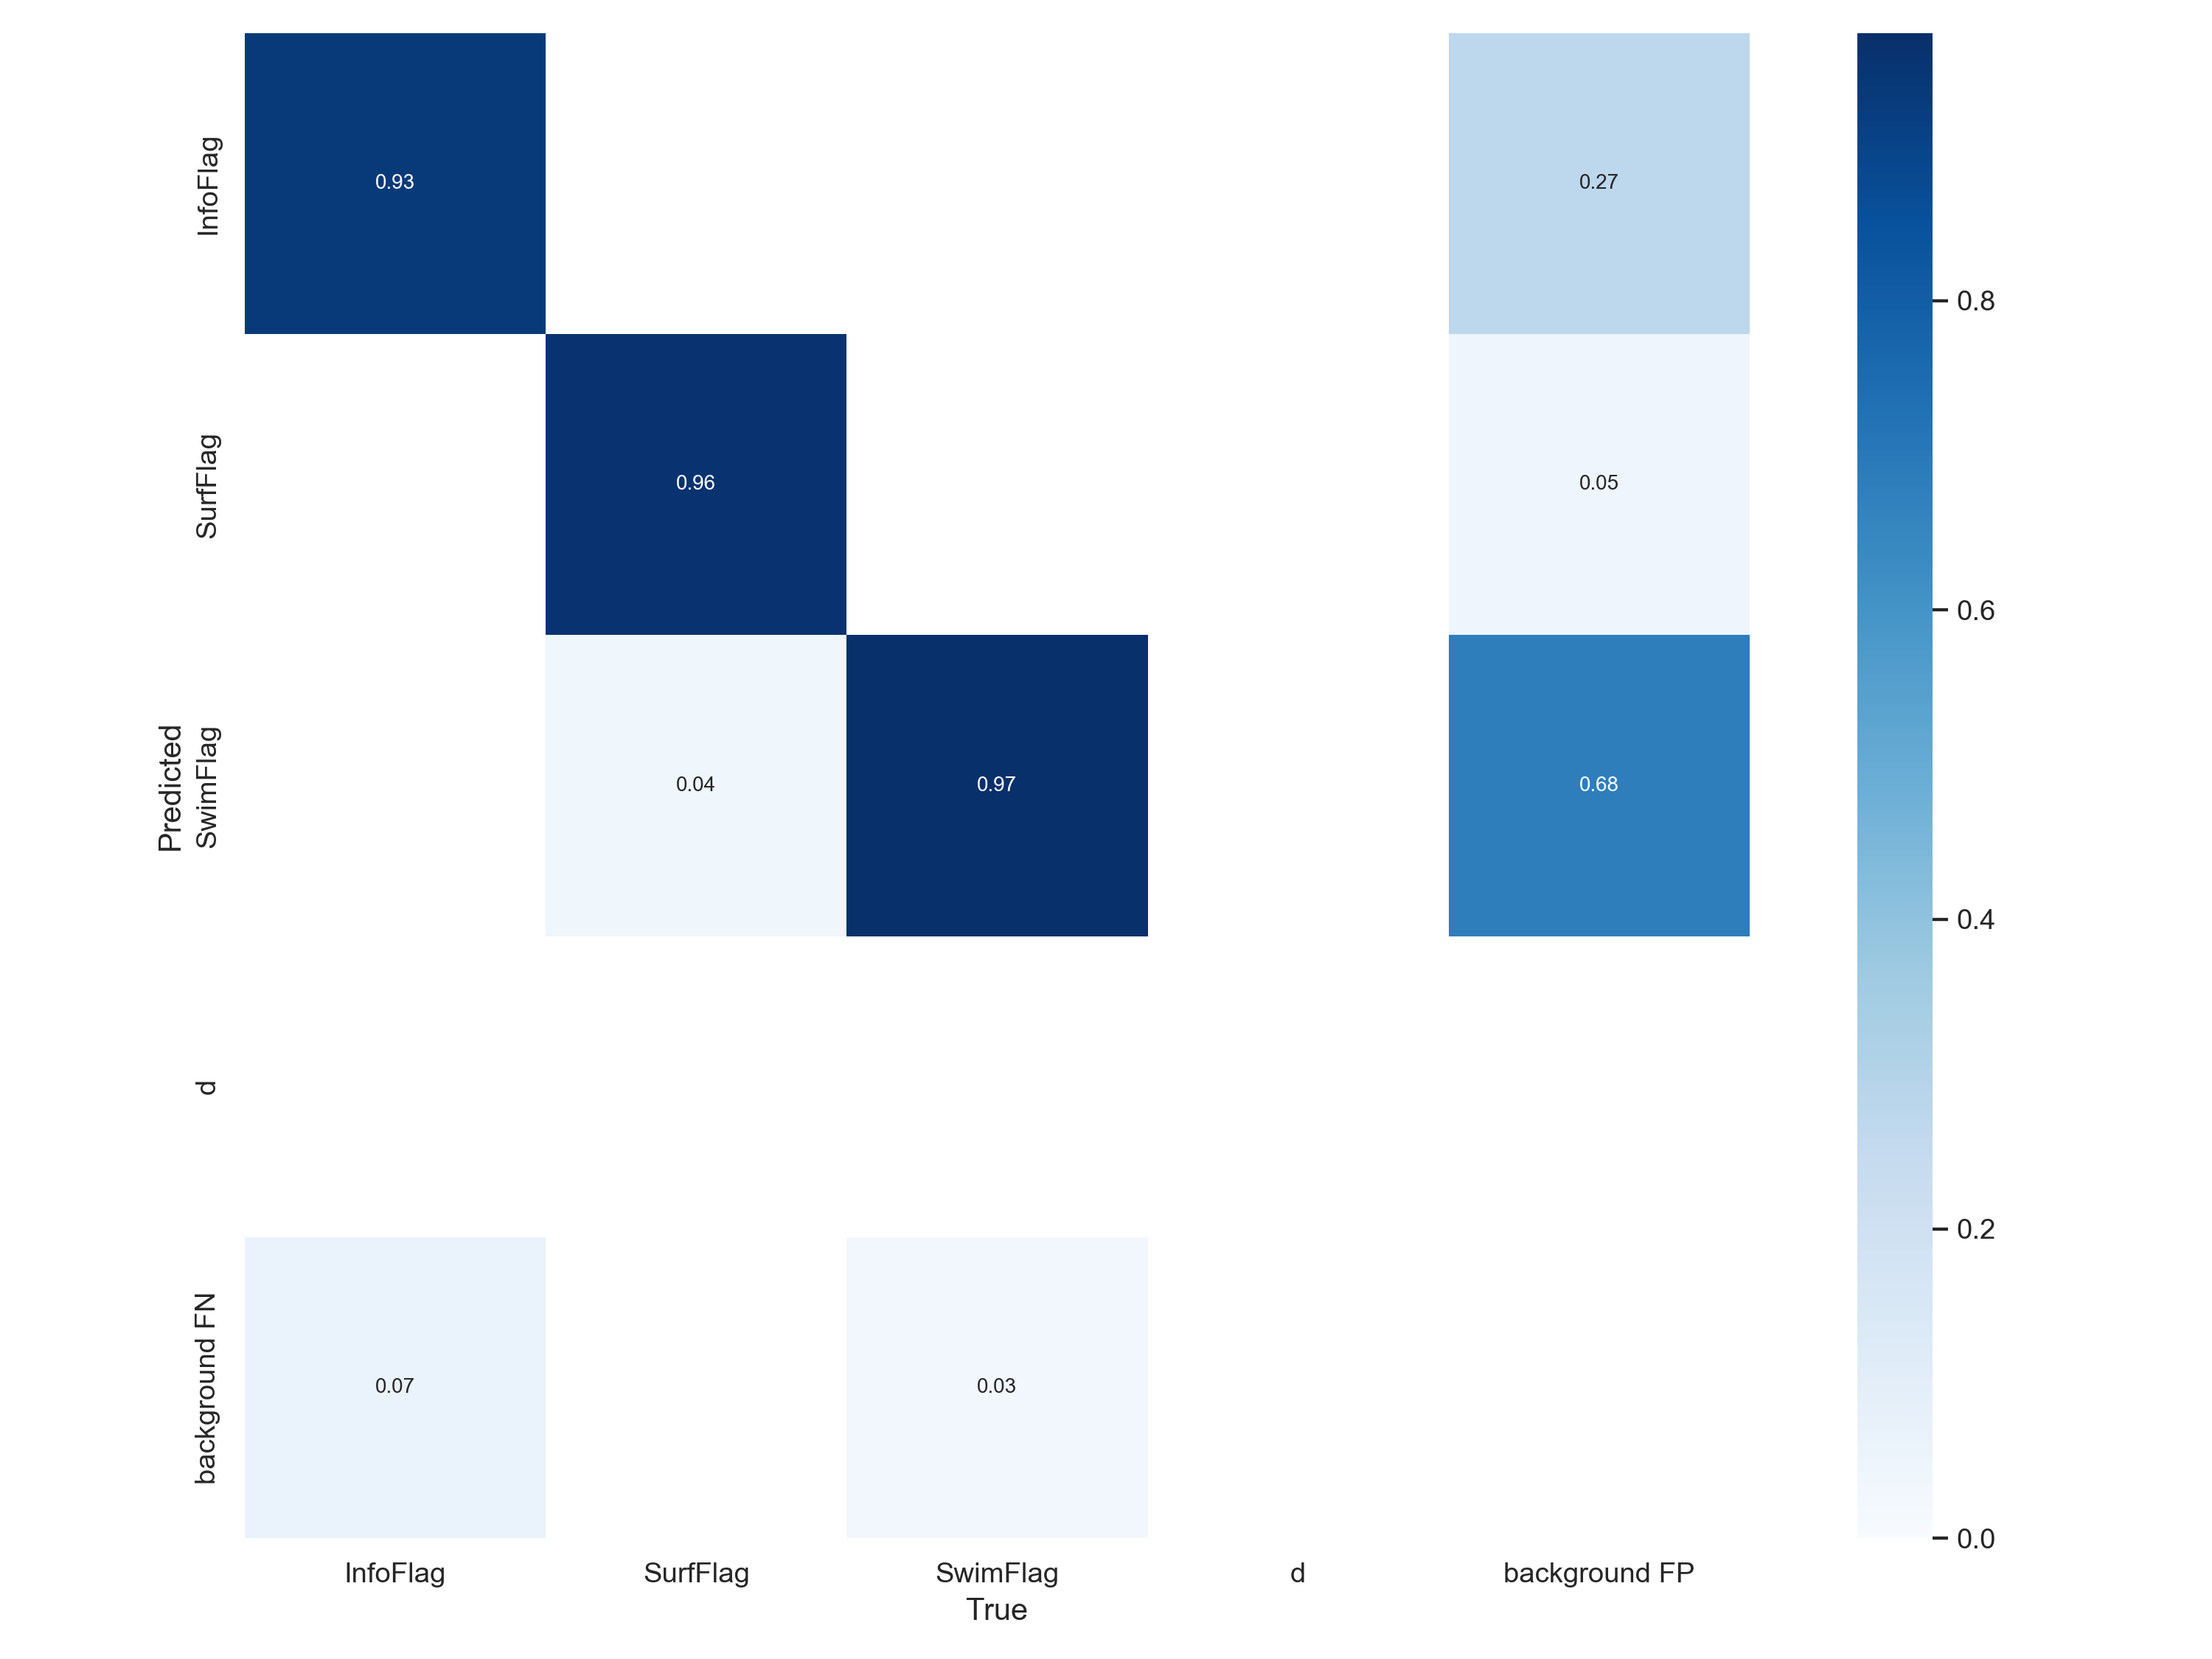 InfoFlag
0.93
0.27
SurfFlag
0.96
0.05
Predicted
SwimFlag
0.04
0.97
0.68
d
background FN
0.07
0.03
InfoFlag
SurfFlag
SwimFlag
d
background FP
True
0.8
0.6
0.4
0.2
0.0